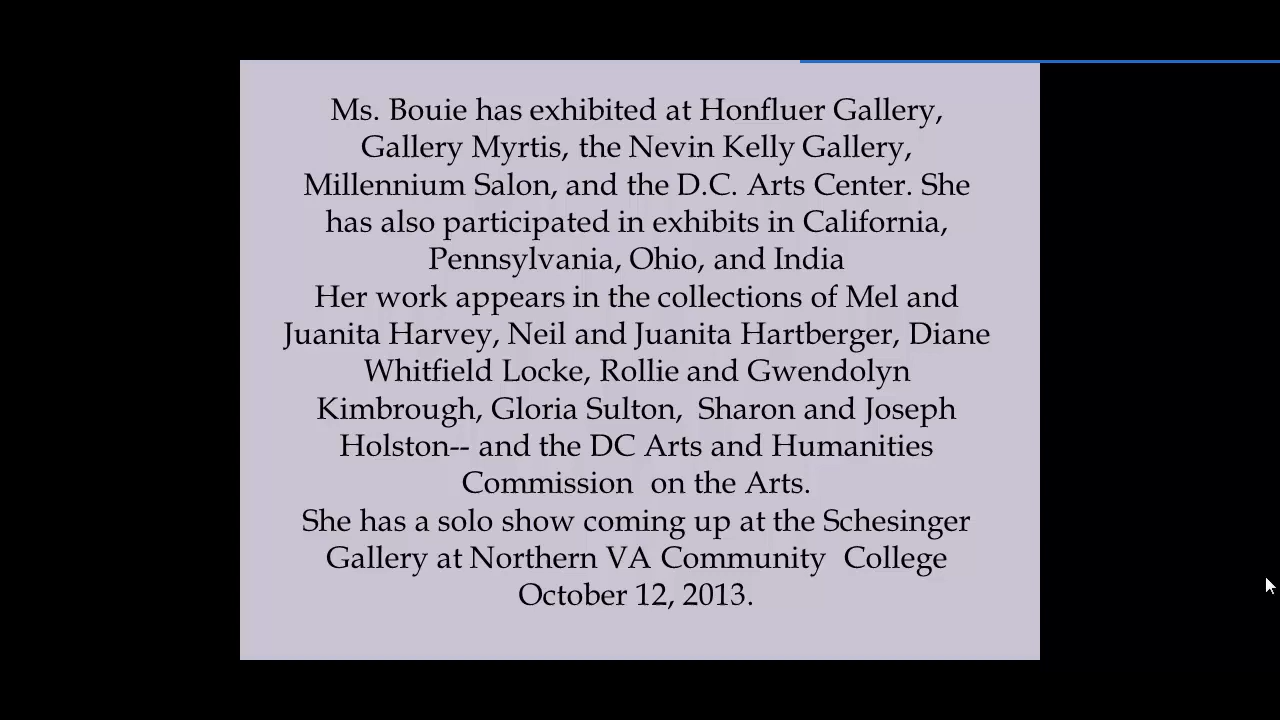 Ms. Bouie has exhibited at Honfluer Gallery,
Gallery Myrtis, the Nevin Kelly Gallery,
Millennium Salon, and the D.C. Arts Center. She
has also participated in exhibits in California,
Pennsylvania, Ohio, and India
Her work appears in the collections of Mel and
Juanita Harvey, Neil and Juanita Hartberger, Diane
Whitfield Locke, Rollie and Gwendolyn
Kimbrough, Gloria Sulton,  Sharon and Joseph
Holston-- and the DC Arts and Humanities
Commission  on the Arts.
She has a solo show coming up at the Schesinger
Gallery at Northern VA Community  College
October 12, 2013.